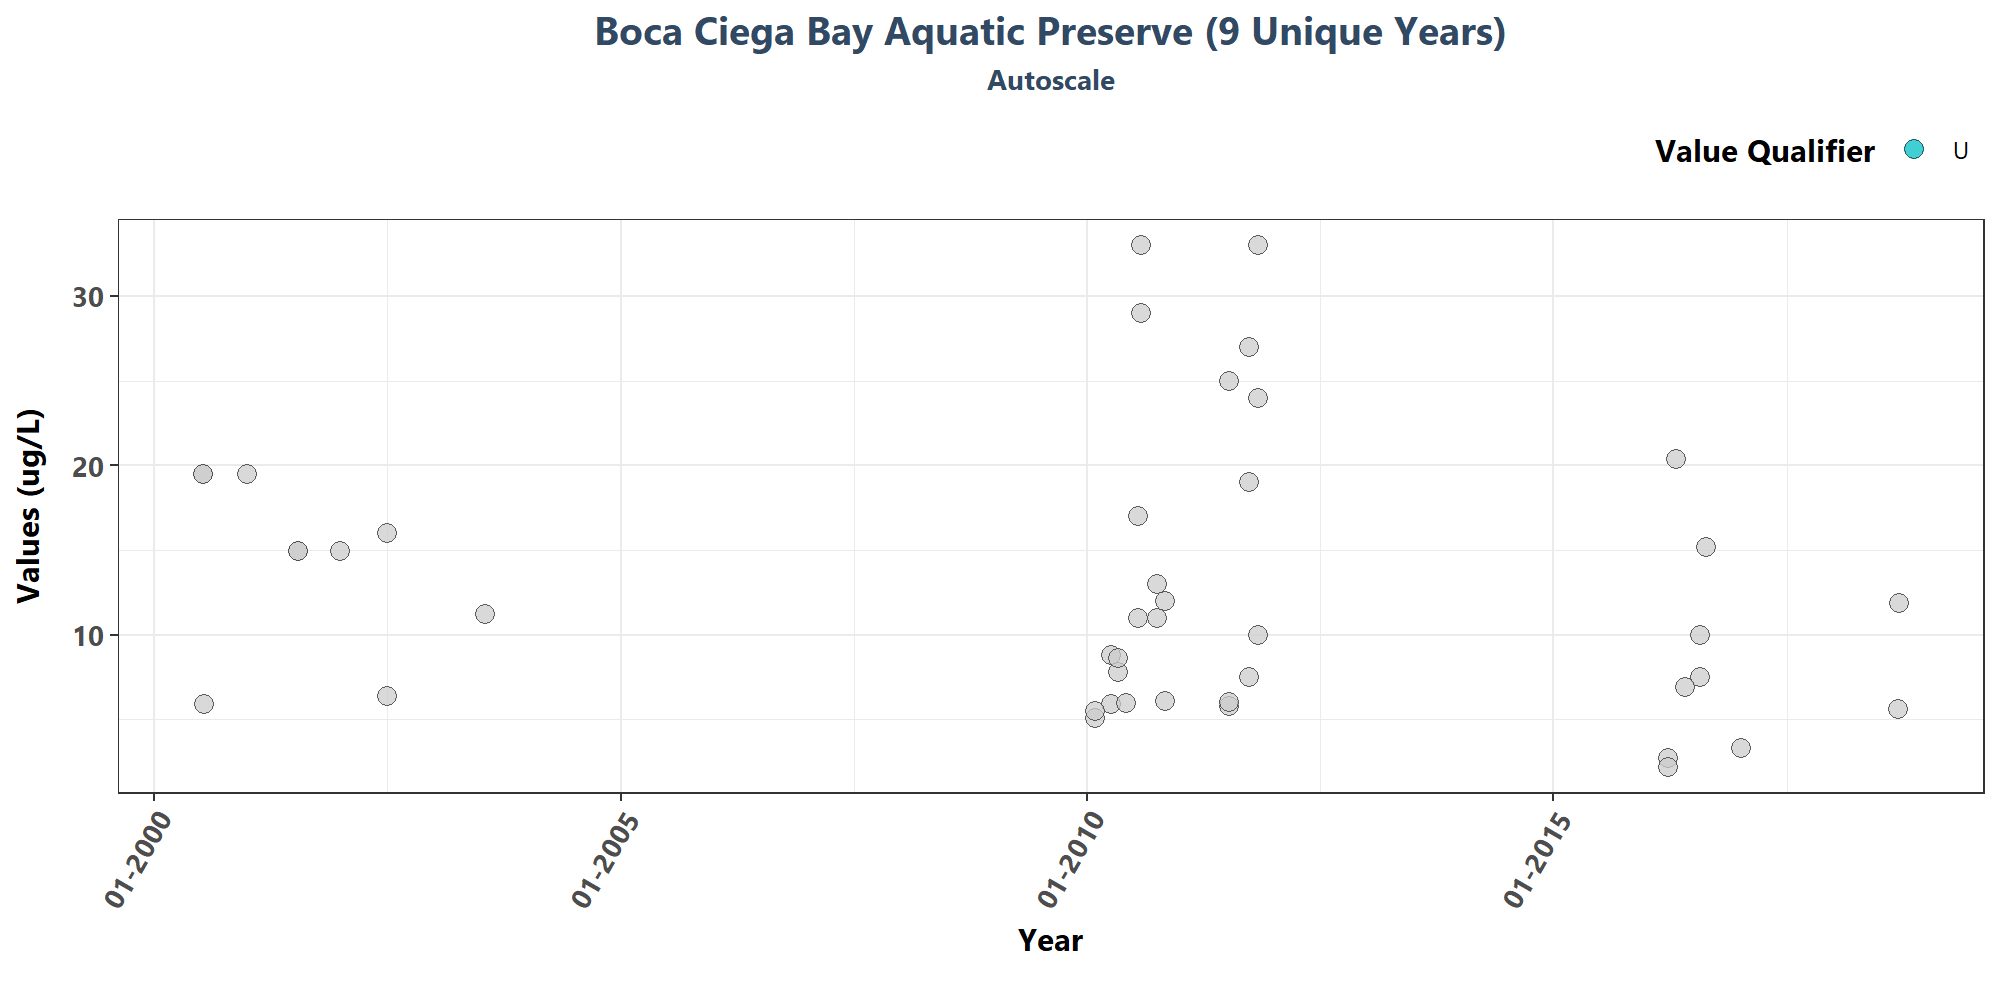 Boca Ciega Bay Aquatic Preserve (9 Unique Years)
Autoscale
Value Qualifier U
Values (ug/L)
30
20
10
01-2000 01-2005 01-2010 01-2015
Year